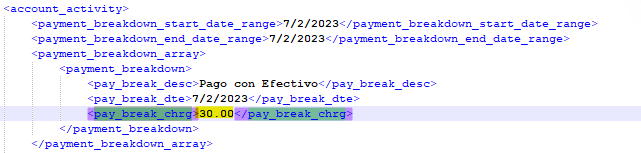 <account_activity>
<payment_breakdown_start_date_range>7/2/2023</payment_breakdown_start_date_range>
<payment_breakdown_end_date_range>7/2/2023</payment_breakdown_end_date_range>
<payment_breakdown_array>
<payment_breakdown>
<pay_break_desc>Pago con Efectivo</pay_break_desc>
<pay_break_dte>7/2/2023</pay_break_dte>
<pay_break_chrg>30.00</pay_break_chrg>
</payment_breakdown>
</payment_breakdown_array>